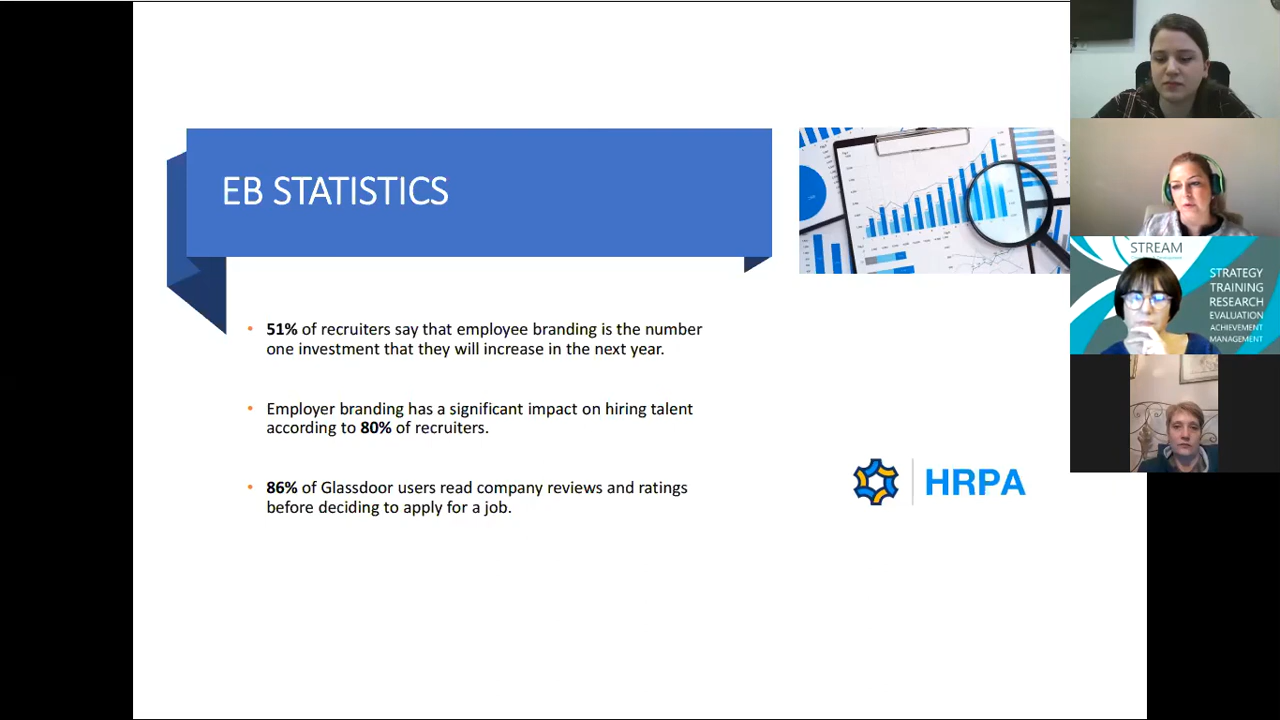 EB STATISTICS
• 51% of recruiters say that employee branding is the number
one investment that they will increase in the next year.
• Employer branding has a significant impact on hiring talent
according to 80% of recruiters.
• 86% of Glassdoor users read company reviews and ratings
before deciding to apply for a job.
HRPA
STREAM
STRATEGY
TRAINING
RESEARCH
EVALUATION
ACHIEVEMENT
MANAGEMENT